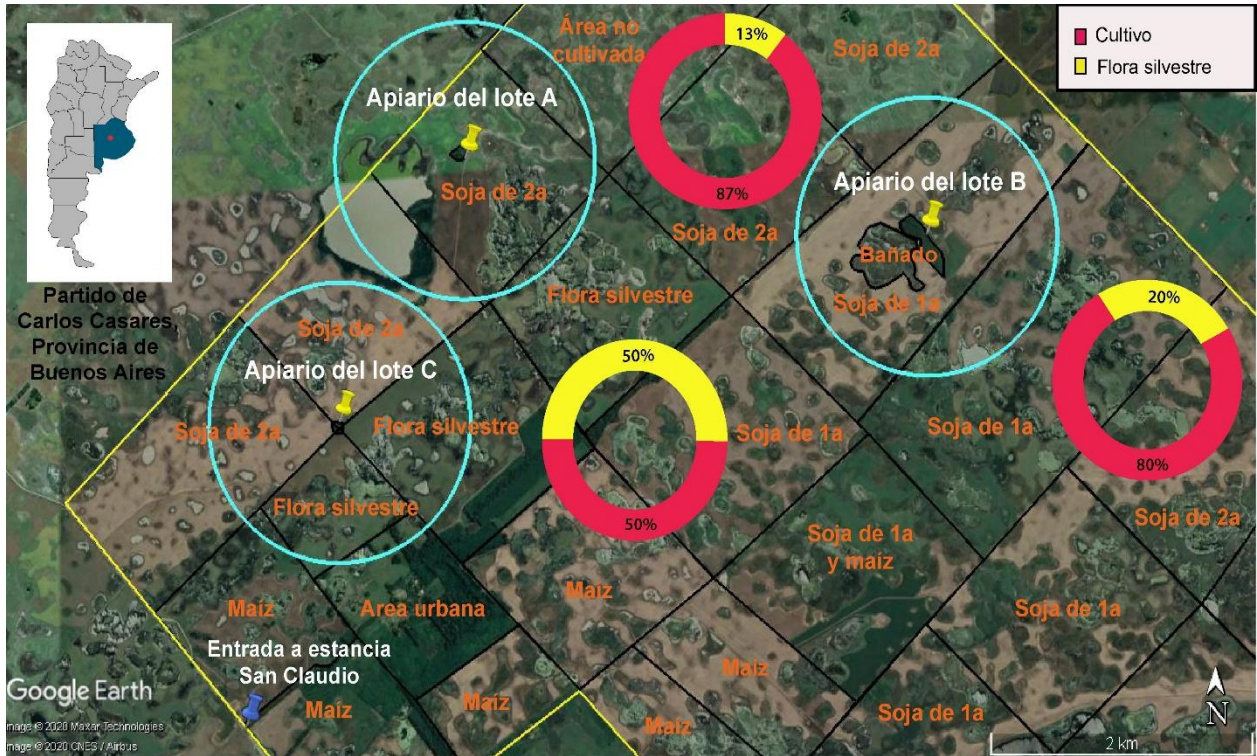 Área no
cultivada
13%
87%
Soja de 2a
Cultivo
Flora silvestre
Apiario del lote A
Soja de 2a
Soja de 2a
Apiario del lote B
Bañado
Soja de 1a
Flora silvestre
Partido de
Carlos Casares,
Provincia de
Buenos Aires
Soja de 2a
Apiario del lote C
Soja de 2a
Flora silvestre
Flora silvestre
50%
50%
Soja de 1a
Soja de 1a
20%
80%
Soja de 2a
Soja de 1a
y maíz
Maíz
Area urbana
Maíz
Soja de 1a
Entrada a estancia
San Claudio
Maíz
Maíz
Maíz
Maíz
Soja de 1a
N
2 km
Google Earth
mage © 2020 Maxar Technologies
mage © 2020 CNES / Airbus